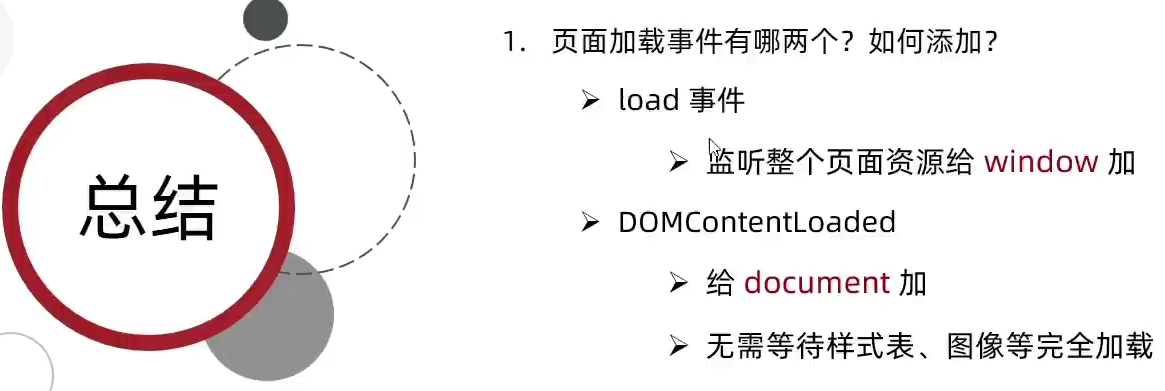 总结
1. 页面加载事件有哪两个？如何添加？
➢ load 事件
➢ 监听整个页面资源给 window 加
➢ DOMContentLoaded
➢ 给 document 加
➢ 无需等待样式表、图像等完全加载